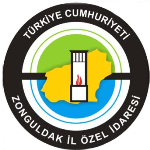 TÜRKİYE CUMHURİYETİ
ZONGULDAK İL ÖZEL İDARESİ